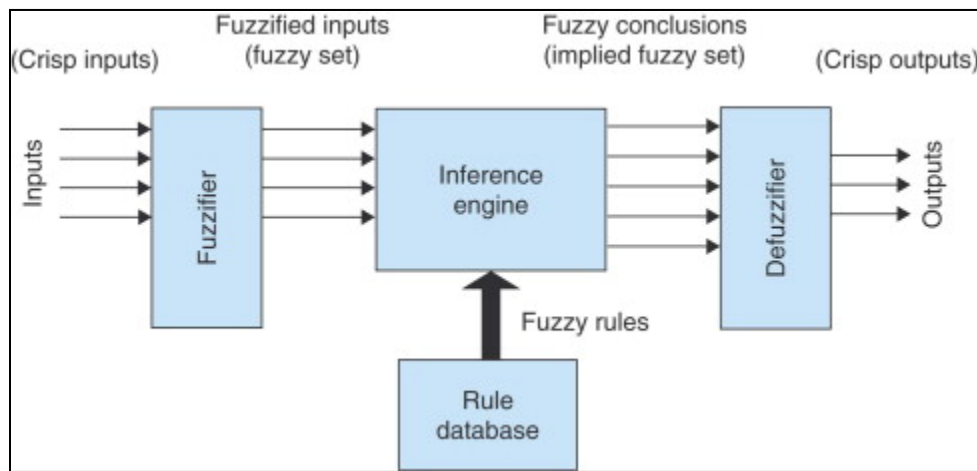 Fuzzified inputs
(fuzzy set)
Fuzzy conclusions
(implied fuzzy set)
(Crisp inputs)
(Crisp outputs)
Inputs
Fuzzifier
Inference
engine
Defuzzifier
Outputs
Fuzzy rules
Rule
database